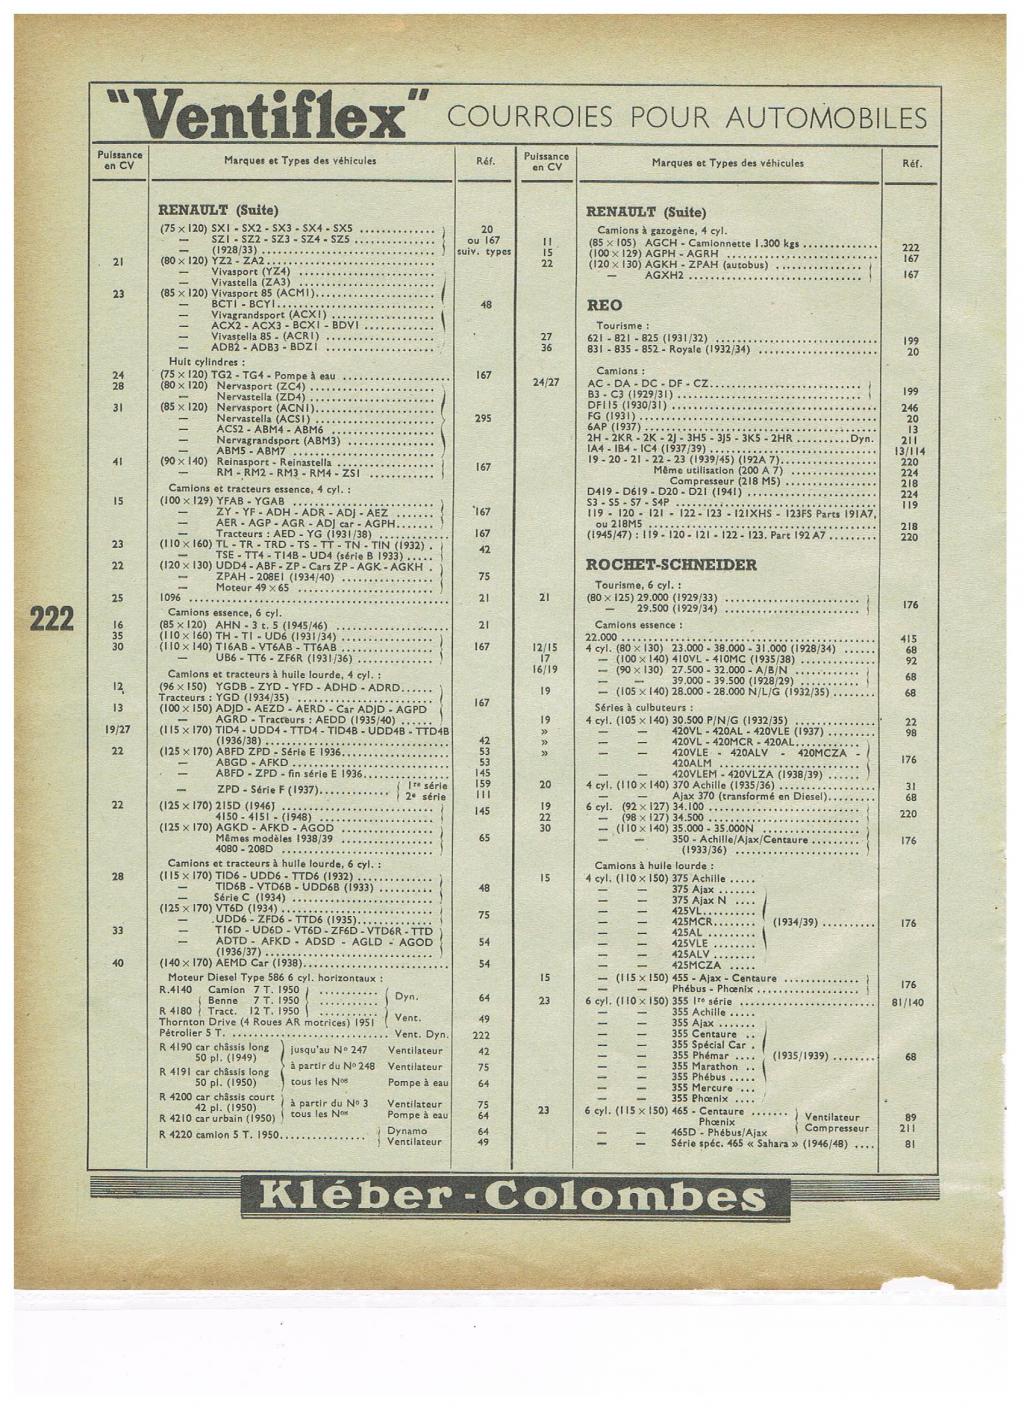 "Ventiflex" COURROIES POUR AUTOMOBILES
Puissance en CV Marques et Types des véhicules Réf.
RENAULT (Suite)
(75 x 120) SX1 - SX2 - SX3 - SX4 - SX5 20
— SZ1 - SZ2 - SZ3 - SZ4 - SZ5 ou 167
— (1928/33) suiv. types
21 (80 x 120) YZ2 - ZA2
— Vivasport (YZ4)
— Vivastella (ZA3)
23 (85 x 120) Vivasport 85 (ACM1)
— BCT1 - BCY1 48
— Vivagrandsport (ACX1)
— ACX2 - ACX3 - BCX1 - BDV1
— Vivastella 85 - (ACR1)
— ADB2 - ADB3 - BDZ1
Huit cylindres :
24 (75 x 120) TG2 - TG4 - Pompe à eau 167
28 (80 x 120) Nervasport (ZC4)
— Nervastella (ZD4)
31 (85 x 120) Nervasport (ACN1)
— Nervastella (ACS1) 295
— ACS2 - ABM4 - ABM6
— Nervagrandsport (ABM3)
— ABM5 - ABM7
41 (90 x 140) Reinasport - Reinastella 167
— RM - RM2 - RM3 - RM4 - ZS1
Camions et tracteurs essence, 4 cyl. :
15 (100 x 129) YFAB - YGAB
— ZY - YF - ADH - ADR - ADJ - AEZ 167
— AER - AGP - AGR - ADJ car - AGPH
— Tracteurs : AED - YG (1931/38) 167
23 (110 x 160) TL - TR - TRD - TS - TT - TN - TIN (1932) . 42
— TSE - TT4 - T14B - UD4 (série B 1933)
22 (120 x 130) UDD4 - ABF - ZP - Cars ZP - AGK - AGKH .
— ZPAH - 208E1 (1934/40) 75
— Moteur 49 x 65
25 1096 21
Camions essence, 6 cyl.
16 (85 x 120) AHN - 3 t. 5 (1945/46) 21
35 (110 x 160) TH - T1 - UD6 (1931/34)
30 (110 x 140) T16AB - VT6AB - TT6AB 167
— UB6 - TT6 - ZF6R (1931/36)
Camions et tracteurs à huile lourde, 4 cyl. :
12 (96 x 150) YGDB - ZYD - YFD - ADHD - ADRD
Tracteurs : YGD (1934/35) 167
13 (100 x 150) ADJD - AEZD - AERD - Car ADJD - AGPD
— AGRD - Tracteurs : AEDD (1935/40)
19/27 (115 x 170) TID4 - UDD4 - TTD4 - TID4B - UDD4B - TTD4B
(1936/38) 42
22 (125 x 170) ABFD ZPD - Série E 1936 53
— ABGD - AFKD 53
— ABFD - ZPD - fin série E 1936 145
— ZPD - Série F (1937) 1re série 159
2e série 111
22 (125 x 170) 215D (1946) 145
4150 - 4151 - (1948)
(125 x 170) AGKD - AFKD - AGOD
Mêmes modèles 1938/39 65
4080 - 208D
Camions et tracteurs à huile lourde, 6 cyl. :
28 (115 x 170) TID6 - UDD6 - TTD6 (1932)
— TID6B - VTD6B - UDD6B (1933) 48
— Série C (1934)
(125 x 170) VT6D (1934)
— UDD6 - ZFD6 - TTD6 (1935) 75
33 — T16D - UD6D - VT6D - ZF6D - VTD6R - TTD
— ADTD - AFKD - ADSD - AGLD - AGOD 54
(1936/37)
40 (140 x 170) AEMD Car (1938) 54
Moteur Diesel Type 586 6 cyl. horizontaux :
R.4140 Camion 7 T. 1950
Benne 7 T. 1950 Dyn. 64
R 4180 Tract. 12 T. 1950
Thornton Drive (4 Roues AR motrices) 1951 Vent. 49
Pétrolier 5 T. Vent. Dyn. 222
R 4190 car châssis long jusqu'au No 247 Ventilateur 42
50 pl. (1949)
à partir du No 248 Ventilateur 75
R 4191 car châssis long
50 pl. (1950) tous les Nos Pompe à eau 64
R 4200 car châssis court à partir du No 3 Ventilateur 75
42 pl. (1950)
R 4210 car urbain (1950) tous les Nos Pompe à eau 64
R 4220 camion 5 T. 1950 Dynamo 64
Ventilateur 49
222
Puissance en CV Marques et Types des véhicules Réf.
RENAULT (Suite)
Camions à gazogène, 4 cyl.
11 (85 x 105) AGCH - Camionnette 1.300 kgs 222
15 (100 x 129) AGPH - AGRH 167
22 (120 x 130) AGKH - ZPAH (autobus)
— AGXH2 167
REO
Tourisme :
27 621 - 821 - 825 (1931/32) 199
36 831 - 835 - 852 - Royale (1932/34) 20
Camions :
24/27 AC - DA - DC - DF - CZ 199
B3 - C3 (1929/31)
DF115 (1930/31) 246
FG (1931) 20
6AP (1937) 13
2H - 2KR - 2K - 2J - 3H5 - 3J5 - 3K5 - 2HR Dyn. 211
1A4 - 1B4 - 1C4 (1937/39) 13/114
19 - 20 - 21 - 22 - 23 (1939/45) (192A 7) 220
Même utilisation (200 A 7) 224
Compresseur (218 M5) 218
D419 - D619 - D20 - D21 (1941) 224
S3 - S5 - S7 - S4P 119
119 - 120 - 121 - 122 - 123 - 121XHS - 123FS Parts 191A7,
ou 218M5 218
(1945/47) : 119 - 120 - 121 - 122 - 123. Part 192 A7 220
ROCHET-SCHNEIDER
Tourisme, 6 cyl. :
21 (80 x 125) 29.000 (1929/33) 176
— 29.500 (1929/34)
Camions essence :
22.000 415
12/15 4 cyl. (80 x 130) 23.000 - 38.000 - 31.000 (1928/34) 68
17 — (100 x 140) 410VL - 410MC (1935/38) 92
16/19 — (90 x 130) 27.500 - 32.000 - A/B/N 68
— 39.000 - 39.500 (1928/29)
19 — (105 x 140) 28.000 - 28.000 N/L/G (1932/35) 68
Séries à culbuteurs :
19 4 cyl. (105 x 140) 30.500 P/N/G (1932/35) 22
» — — 420VL - 420AL - 420VLE (1937) 98
» — — 420VL - 420MCR - 420AL
» — — 420VLE - 420ALV - 420MCZA -
420ALM 176
— — 420VLEM - 420VLZA (1938/39)
20 4 cyl. (110 x 140) 370 Achille (1935/36) 31
— — Ajax 370 (transformé en Diesel) 68
19 6 cyl. (92 x 127) 34.100 220
22 — (98 x 127) 34.500
30 — (110 x 140) 35.000 - 35.000N
— — 350 - Achille/Ajax/Centaure 176
(1933/36)
Camions à huile lourde :
15 4 cyl. (110 x 150) 375 Achille
— — 375 Ajax
— — 375 Ajax N
— — 425VL
— — 425MCR (1934/39) 176
— — 425AL
— — 425VLE
— — 425ALV
— — 425MCZA
15 — (115 x 150) 455 - Ajax - Centaure 176
— — Phébus - Phœnix
23 6 cyl. (110 x 150) 355 1re série 81/140
— — 355 Achille
— — 355 Ajax
— — 355 Centaure
— — 355 Spécial Car
— — 355 Phémar (1935/1939) 68
— — 355 Marathon
— — 355 Phébus
— — 355 Mercure
— — 355 Phœnix
23 6 cyl. (115 x 150) 465 - Centaure Ventilateur 89
Phœnix
— — 465D - Phébus/Ajax Compresseur 211
— — Série spéc. 465 « Sahara » (1946/48) 81
Kléber-Colombes